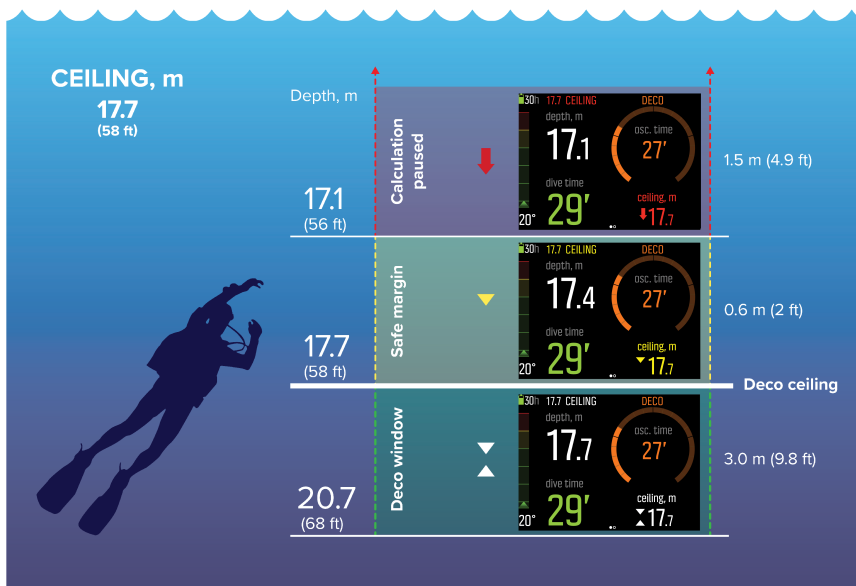 CEILING, m
17.7
(58 ft)
Depth, m
17.1
(56 ft)
17.7
(58 ft)
20.7
(68 ft)
Calculation
paused
30h 17.7 CEILING DECO
depth, m
17.1
asc. time
27'
dive time
29'
ceiling, m
17.7
20°
1.5 m (4.9 ft)
Safe margin
30h 17.7 CEILING DECO
depth, m
17.4
asc. time
27'
dive time
29'
ceiling, m
17.7
20°
0.6 m (2 ft)
Deco ceiling
Deco window
30h 17.7 CEILING DECO
depth, m
17.7
asc. time
27'
dive time
29'
ceiling, m
17.7
20°
3.0 m (9.8 ft)